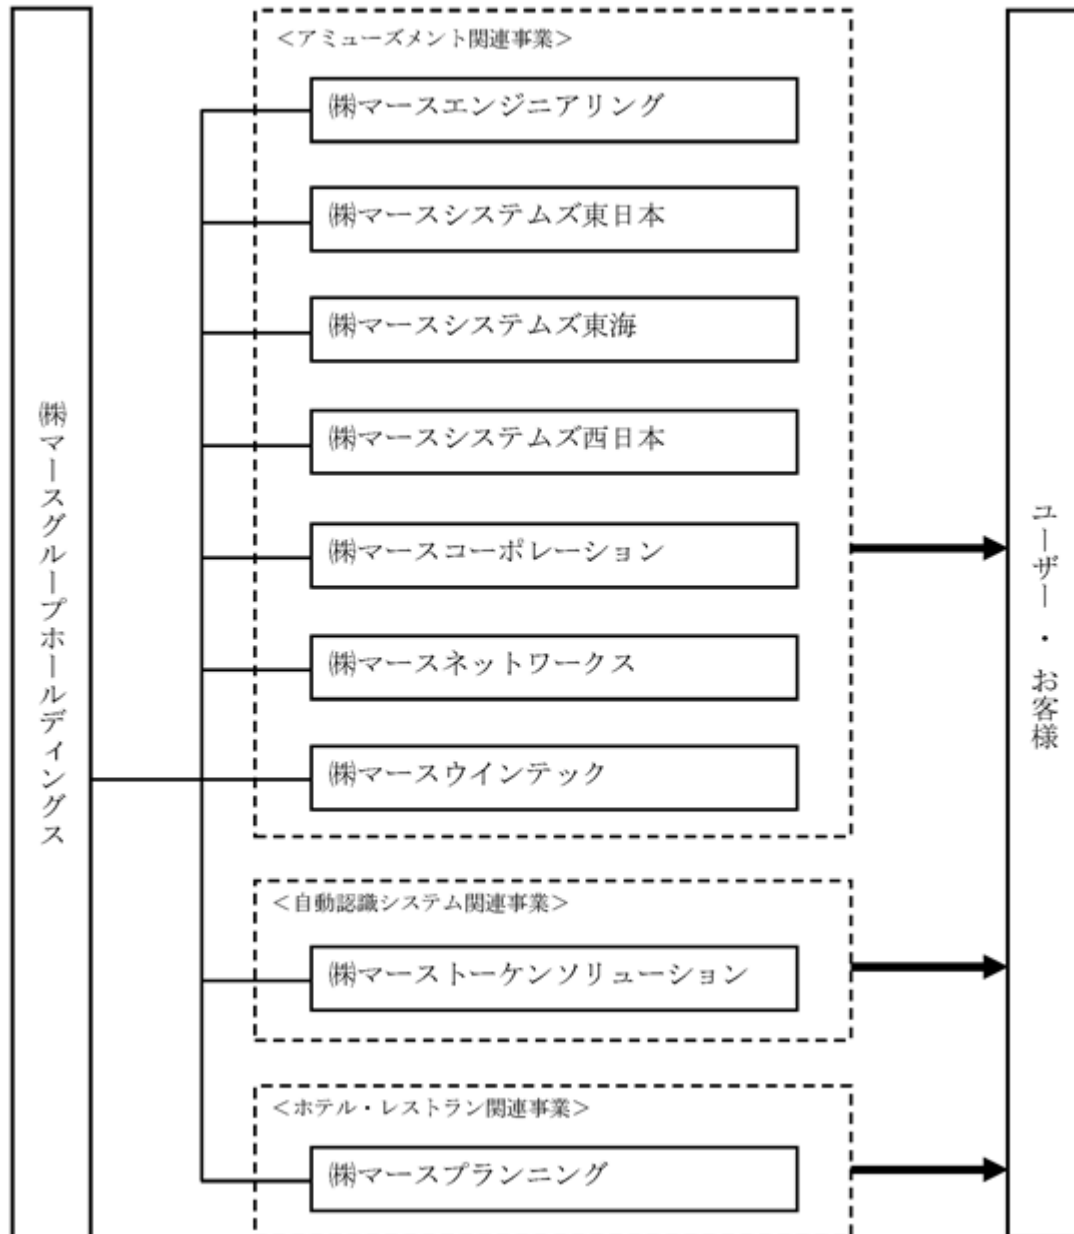 ㈱マースグループホールディングス
＜アミューズメント関連事業＞
㈱マースエンジニアリング
㈱マースシステムズ東日本
㈱マースシステムズ東海
㈱マースシステムズ西日本
㈱マースコーポレーション
㈱マースネットワークス
㈱マースウインテック
＜自動認識システム関連事業＞
㈱マーストーケンソリューション
＜ホテル・レストラン関連事業＞
㈱マースプランニング
ユーザー・お客様